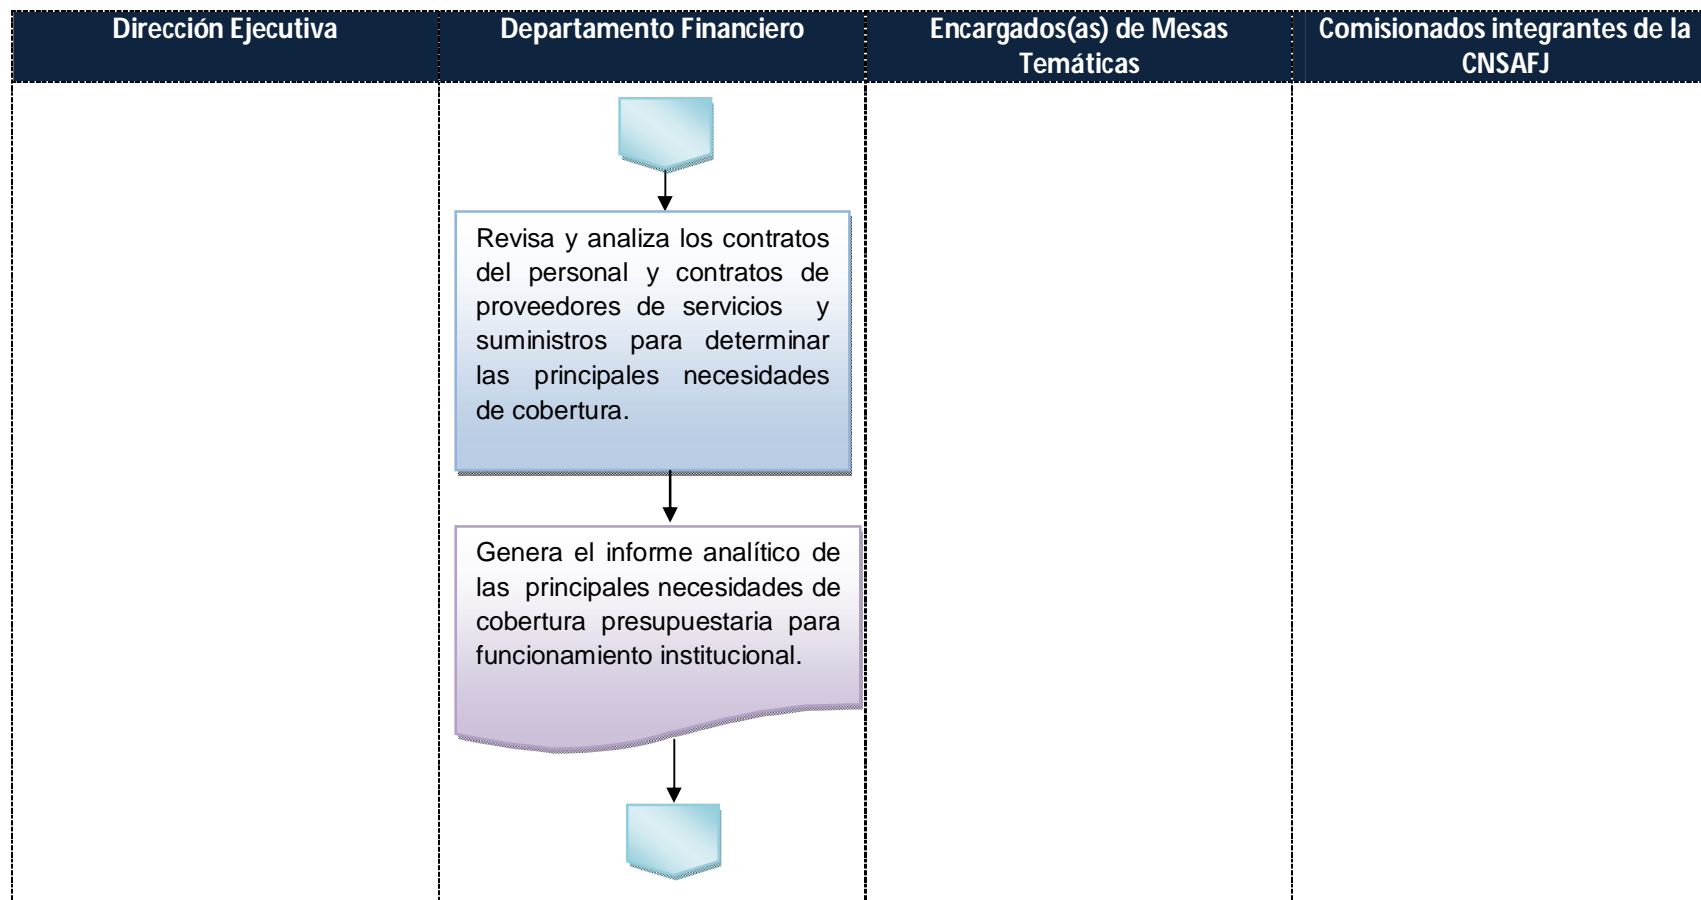 Dirección Ejecutiva
Departamento Financiero
Encargados(as) de Mesas
Temáticas
Comisionados integrantes de la
CNSAFJ
Revisa y analiza los contratos
del personal y contratos de
proveedores de servicios y
suministros para determinar
las principales necesidades
de cobertura.
Genera el informe analítico de
las principales necesidades de
cobertura presupuestaria para
funcionamiento institucional.